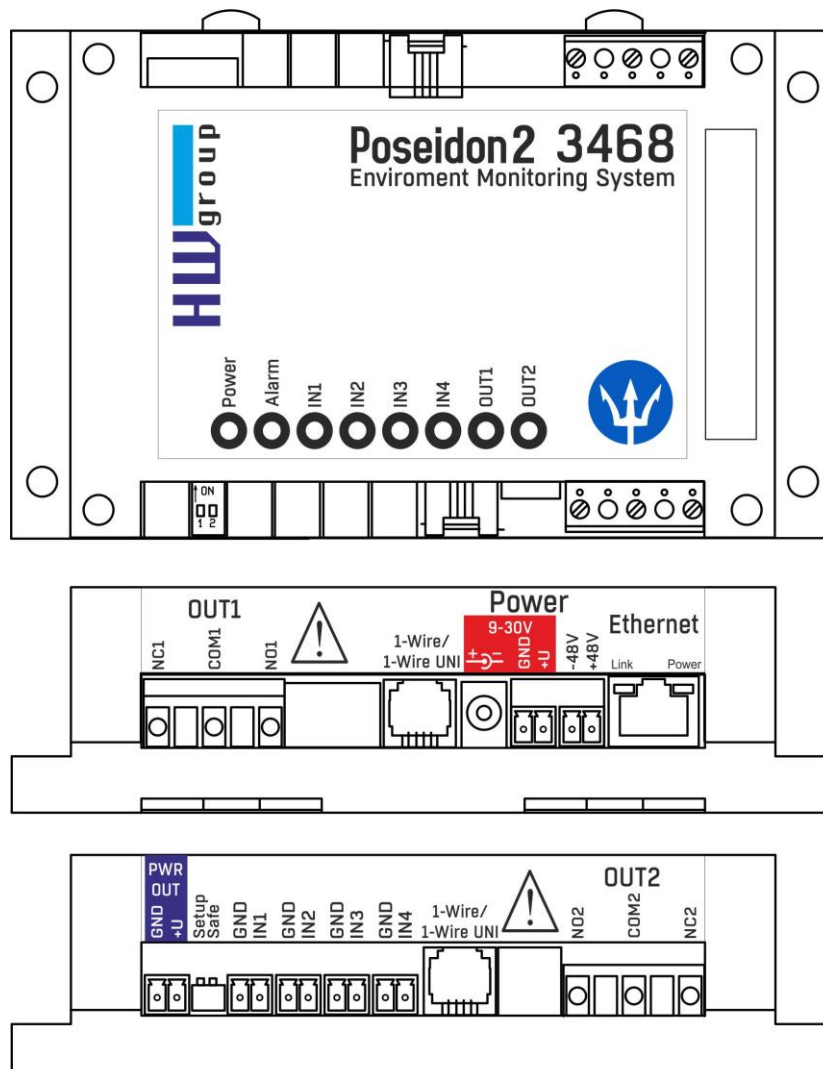 HW group
Poseidon2 3468
Enviroment Monitoring System
Power
Alarm
IN1
IN2
IN3
IN4
OUT1
OUT2
ON
1 2
OUT1
NC1
COM1
NO1
!
1-Wire/
1-Wire UNI
Power
9-30V
+ -
GND
+U
-48V
+48V
Ethernet
Link
Power
PWR
OUT
GND
+U
Setup
Safe
GND
IN1
GND
IN2
GND
IN3
GND
IN4
1-Wire/
1-Wire UNI
!
OUT2
NO2
COM2
NC2